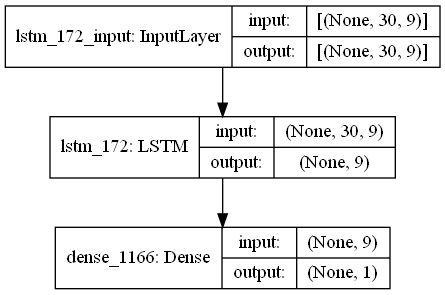 lstm_172_input: InputLayer
input: [(None, 30, 9)]
output: [(None, 30, 9)]
lstm_172: LSTM
input: (None, 30, 9)
output: (None, 9)
dense_1166: Dense
input: (None, 9)
output: (None, 1)